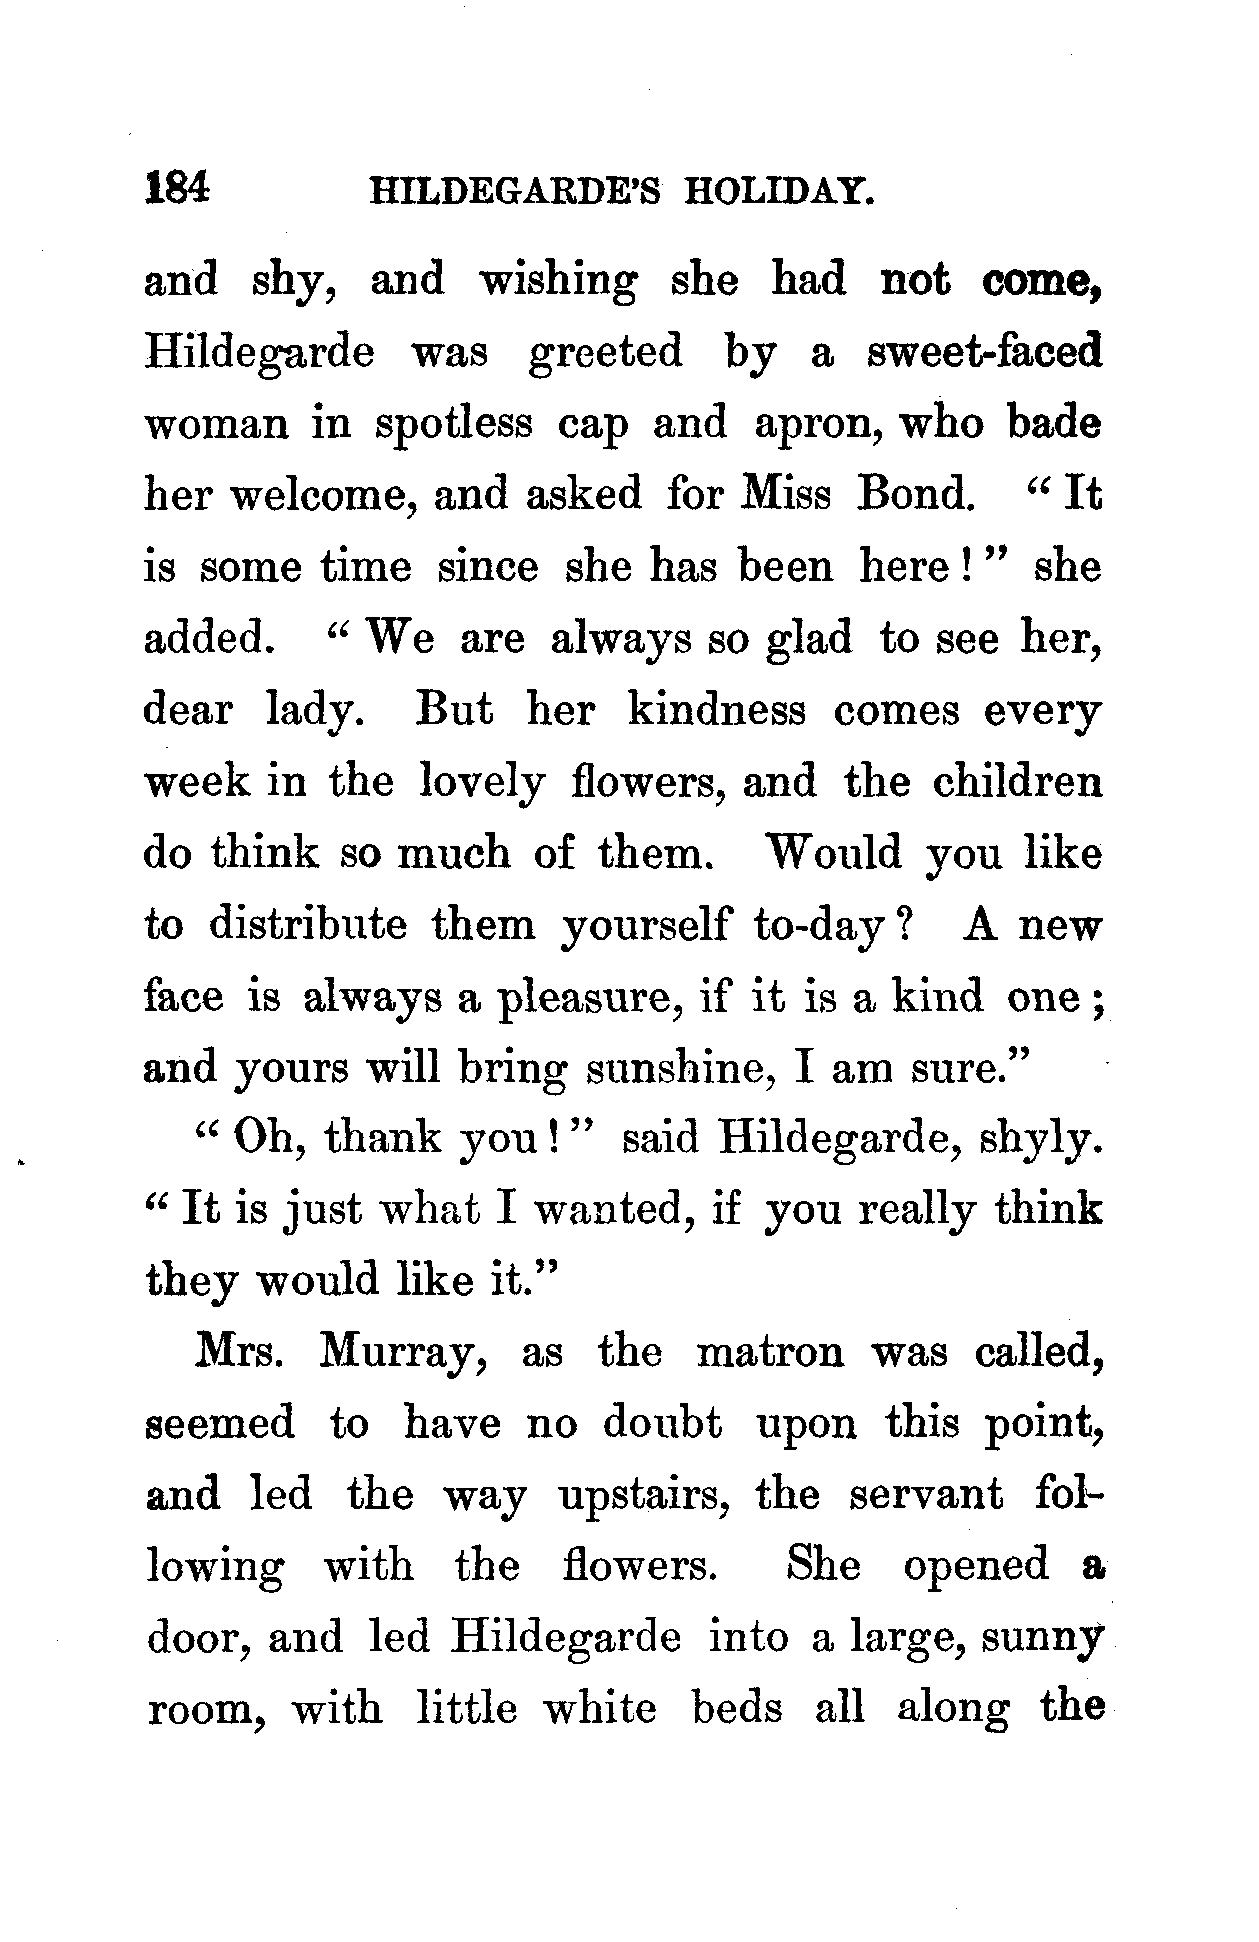 184 HILDEGARDE'S HOLIDAY.
and shy, and wishing she had not come,
Hildegarde was greeted by a sweet-faced
woman in spotless cap and apron, who bade
her welcome, and asked for Miss Bond. “ It
is some time since she has been here ! ” she
added. “ We are always so glad to see her,
dear lady. But her kindness comes every
week in the lovely flowers, and the children
do think so much of them. Would you like
to distribute them yourself to-day ? A new
face is always a pleasure, if it is a kind one ;
and yours will bring sunshine, I am sure.”
“ Oh, thank you ! ” said Hildegarde, shyly.
“ It is just what I wanted, if you really think
they would like it.”
Mrs. Murray, as the matron was called,
seemed to have no doubt upon this point,
and led the way upstairs, the servant fol-
lowing with the flowers. She opened a
door, and led Hildegarde into a large, sunny
room, with little white beds all along the